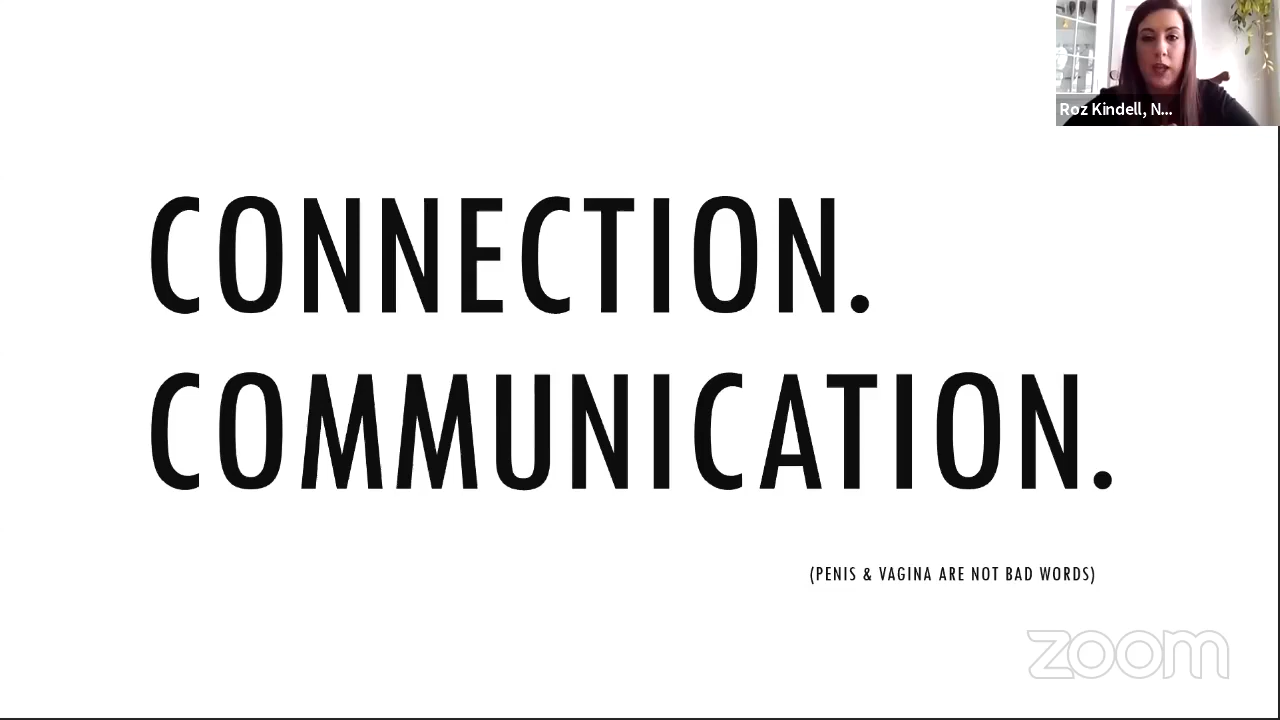 Roz Kindell, N...
CONNECTION.
COMMUNICATION.
(PENIS & VAGINA ARE NOT BAD WORDS)
zoom